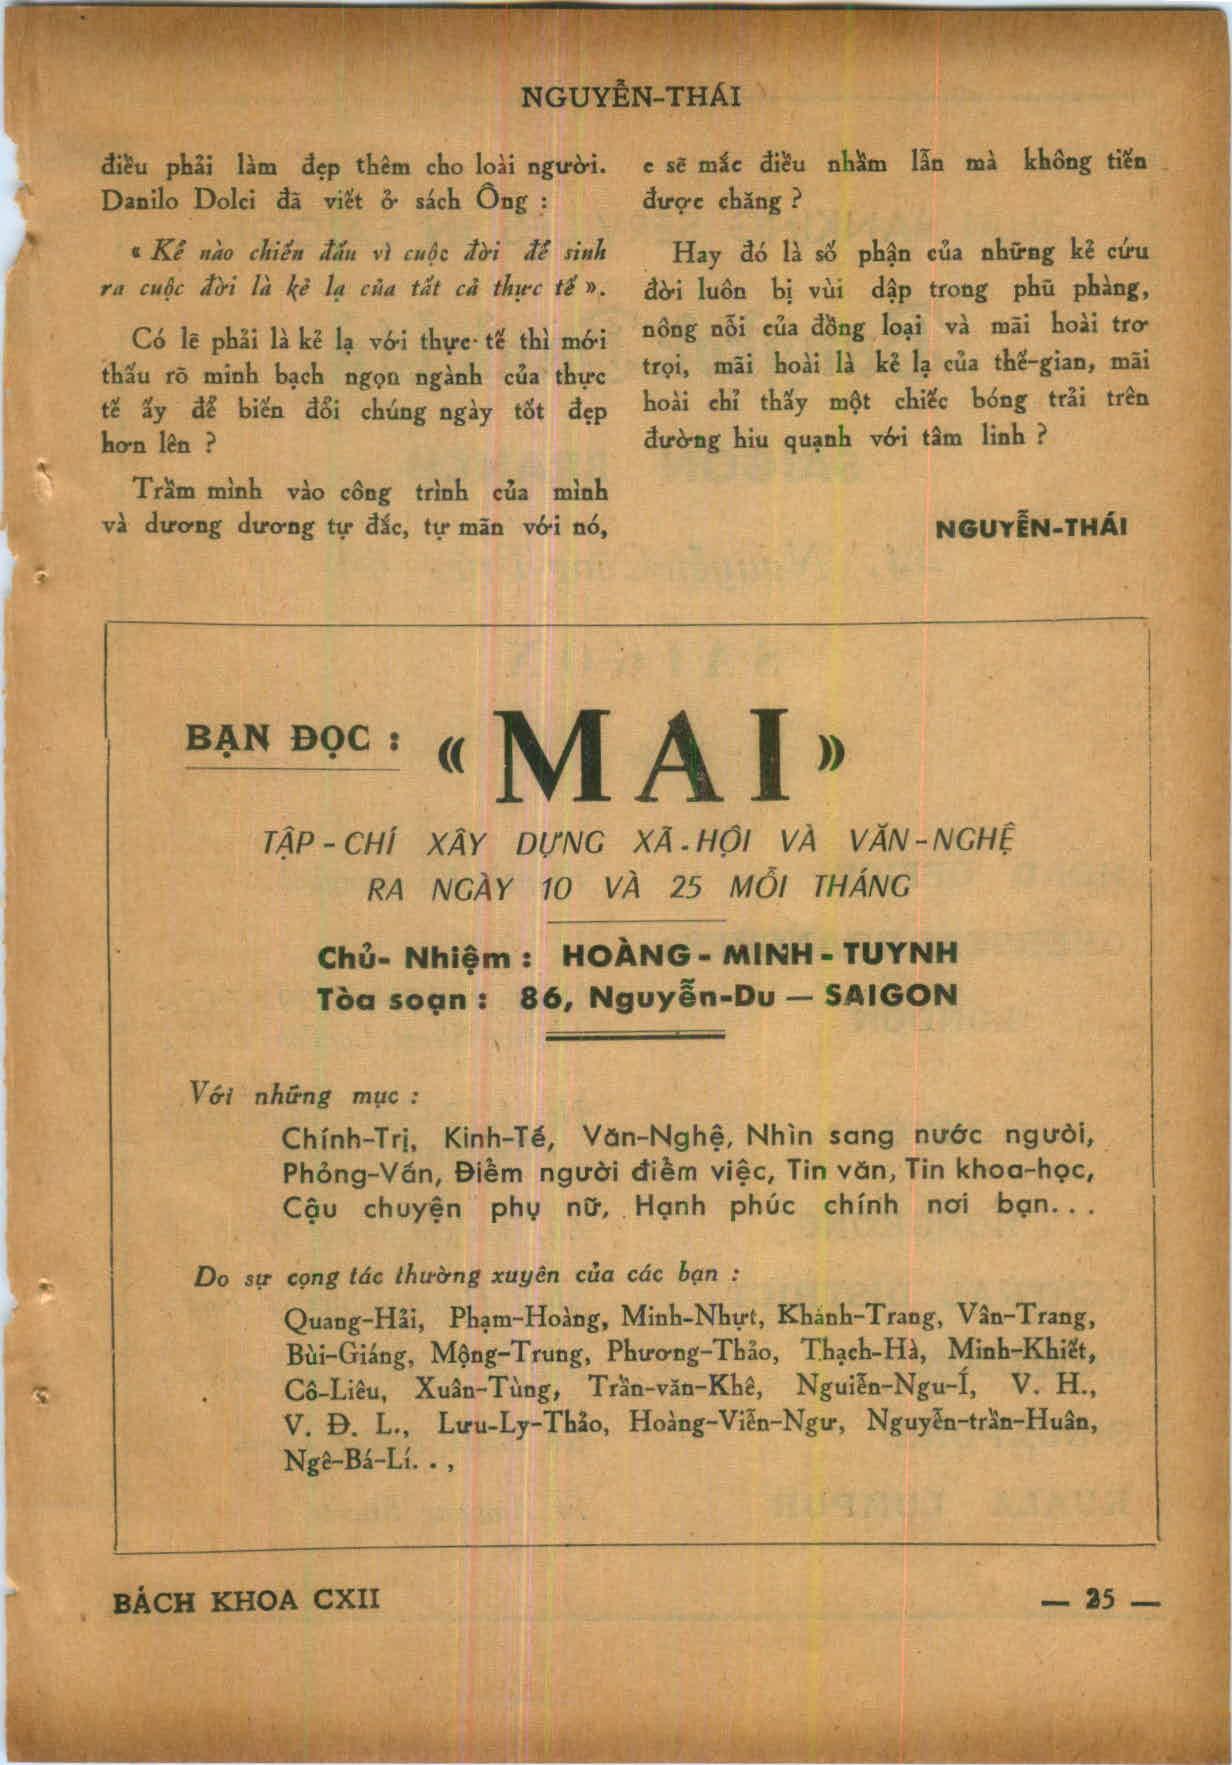 NGUYỄN-THÁI
điều phải làm đẹp thêm cho loài người.
Danilo Dolci đã viết ở sách Ông :
« Kẻ nào chiến đấu vì cuộc đời để sinh
ra cuộc đời là kẻ lạ của tất cả thực tế ».
Có lẽ phải là kẻ lạ với thực tế thì mới
thấu rõ minh bạch ngọn ngành của thực
tế ấy để biến đổi chúng ngày tốt đẹp
hơn lên ?
Trầm mình vào công trình của mình
và dương dương tự đắc, tự mãn với nó,
e sẽ mắc điều nhầm lẫn mà không tiến
được chăng ?
Hay đó là số phận của những kẻ cứu
đời luôn bị vùi dập trong phũ phàng,
nông nỗi của đồng loại và mãi hoài trơ
trọi, mãi hoài là kẻ lạ của thế-gian, mãi
hoài chỉ thấy một chiếc bóng trải trên
đường hiu quạnh với tâm linh ?
NGUYỄN-THÁI
BẠN ĐỌC : « MAI »
TẬP-CHÍ XÂY DỰNG XÃ-HỘI VÀ VĂN-NGHỆ
RA NGÀY 10 VÀ 25 MỖI THÁNG
Chủ-Nhiệm : HOÀNG-MINH-TUYNH
Tòa soạn : 86, Nguyễn-Du — SAIGON
Với những mục :
Chính-Trị, Kinh-Tế, Văn-Nghệ, Nhìn sang nước người,
Phỏng-Vấn, Điểm người điểm việc, Tin văn, Tin khoa-học,
Cậu chuyện phụ nữ, Hạnh phúc chính nơi bạn...
Do sự cọng tác thường xuyên của các bạn :
Quang-Hải, Phạm-Hoàng, Minh-Nhựt, Khánh-Trang, Vân-Trang,
Bùi-Giáng, Mộng-Trung, Phương-Thảo, Thạch-Hà, Minh-Khiết,
Cô-Liêu, Xuân-Tùng, Trần-văn-Khê, Nguiễn-Ngu-Í, V. H.,
V. Đ. L., Lưu-Ly-Thảo, Hoàng-Viễn-Ngư, Nguyễn-trần-Huân,
Ngê-Bá-Lí. . ,
BÁCH KHOA CXII
— 25 —